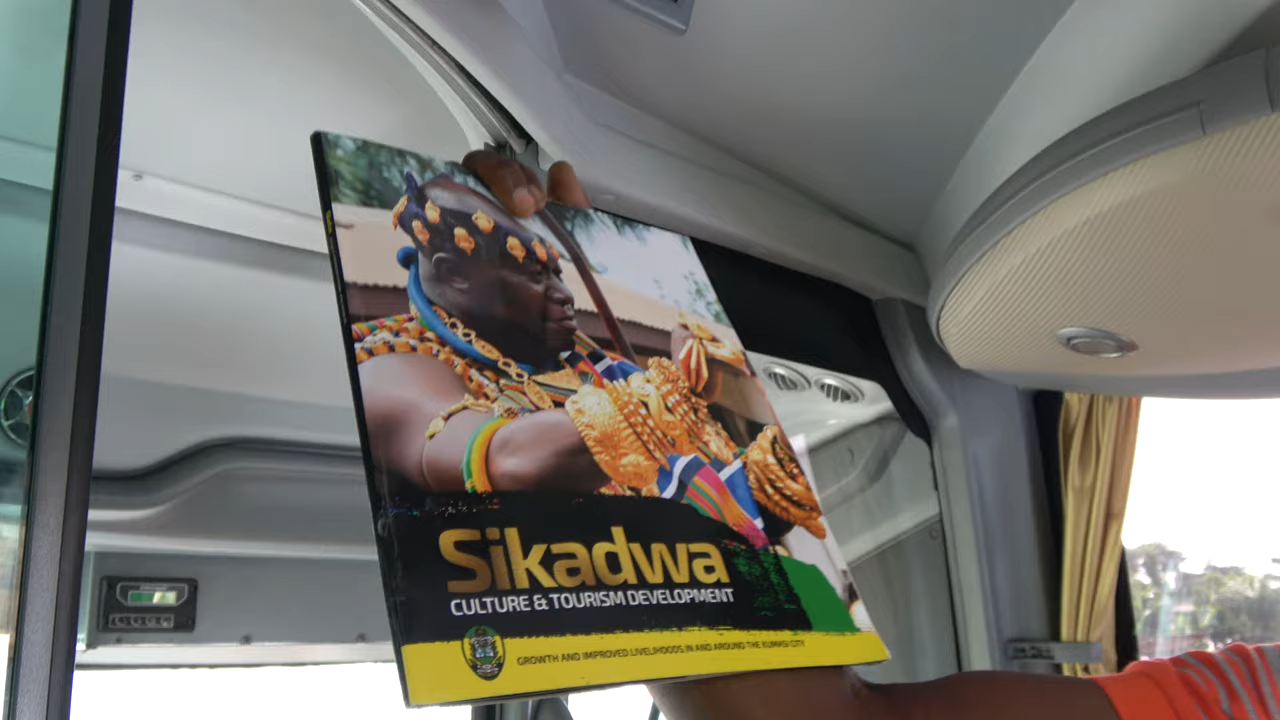 Sikadwa
CULTURE & TOURISM DEVELOPMENT
GROWTH AND IMPROVED LIVELIHOODS IN AND AROUND THE KUMASI CITY